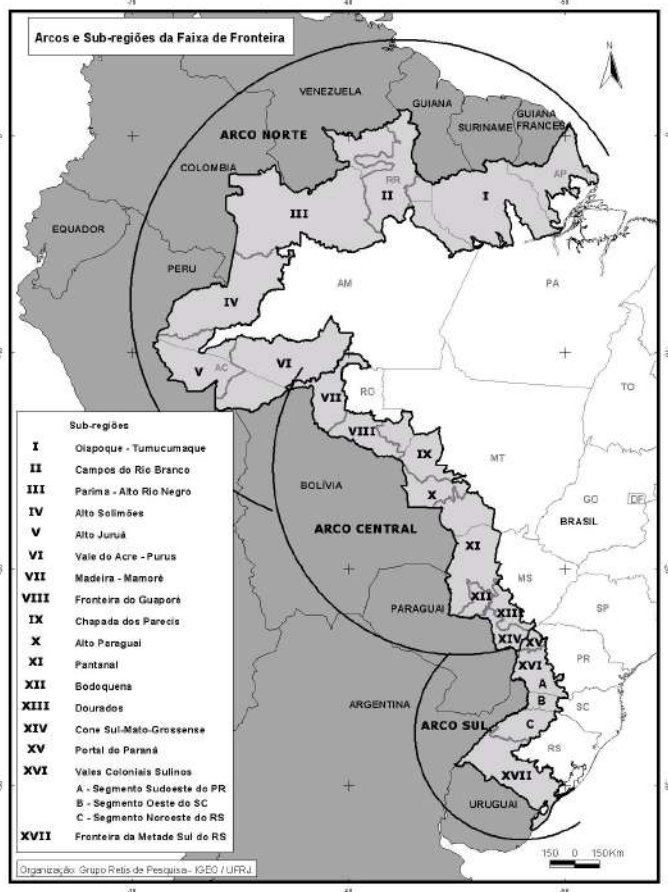 Arcos e Sub-regiões da Faixa de Fronteira
N
VENEZUELA
GUIANA
SURINAME
GUIANA
FRANCESA
ARCO NORTE
COLOMBIA
RR
AP
I
II
III
EQUADOR
PERU
IV
AM
PA
V
AC
VI
VII
RO
TO
VIII
IX
MT
BOLÍVIA
X
GO
DF
BRASIL
ARCO CENTRAL
XI
MS
XII
SP
PARAGUAI
XIII
XIV
XV
PR
XVI
A
ARGENTINA
B
SC
ARCO SUL
C
RS
XVII
URUGUAI
Sub-regiões
I Oiapoque - Tumucumaque
II Campos do Rio Branco
III Parima - Alto Rio Negro
IV Alto Solimões
V Alto Juruá
VI Vale do Acre - Purus
VII Madeira - Mamoré
VIII Fronteira do Guaporé
IX Chapada dos Parecis
X Alto Paraguai
XI Pantanal
XII Bodoquena
XIII Dourados
XIV Cone Sul-Mato-Grossense
XV Portal do Paraná
XVI Vales Coloniais Sulinos
A - Segmento Sudoeste do PR
B - Segmento Oeste do SC
C - Segmento Noroeste do RS
XVII Fronteira da Metade Sul do RS
150 0 150Km
Organização: Grupo Retis de Pesquisa - IGEO / UFRJ.